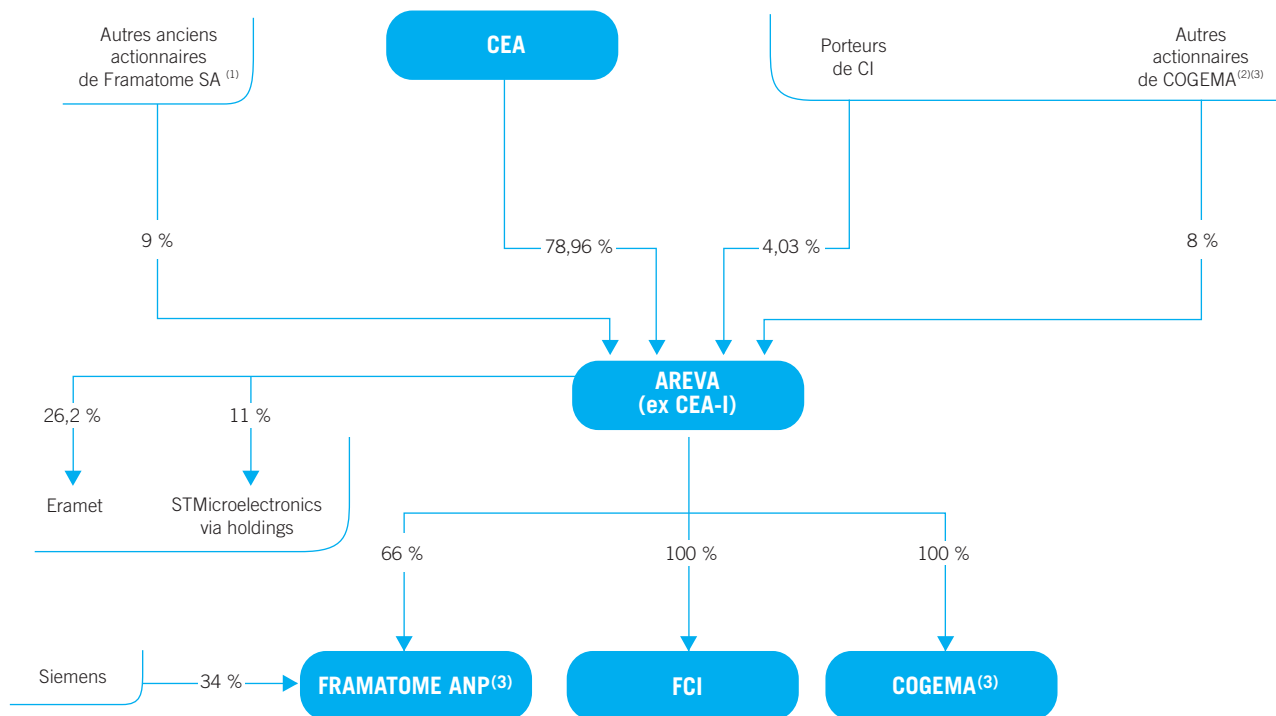 Autres anciens
actionnaires
de Framatome SA (1)
CEA
Porteurs
de CI
Autres
actionnaires
de COGEMA(2)(3)
9 %
78,96 %
4,03 %
8 %
AREVA
(ex CEA-I)
26,2 %
11 %
Eramet
STMicroelectronics
via holdings
66 %
100 %
100 %
Siemens
34 %
FRAMATOME ANP(3)
FCI
COGEMA(3)